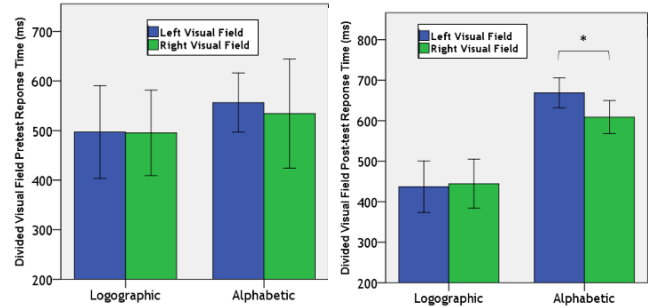 Divided Visual Field Pretest Reponse Time (ms)
700
600
500
400
300
200
Left Visual Field
Right Visual Field
Logographic
Alphabetic
Divided Visual Field Post-test Reponse Time (ms)
800
700
600
500
400
300
200
Left Visual Field
Right Visual Field
*
Logographic
Alphabetic